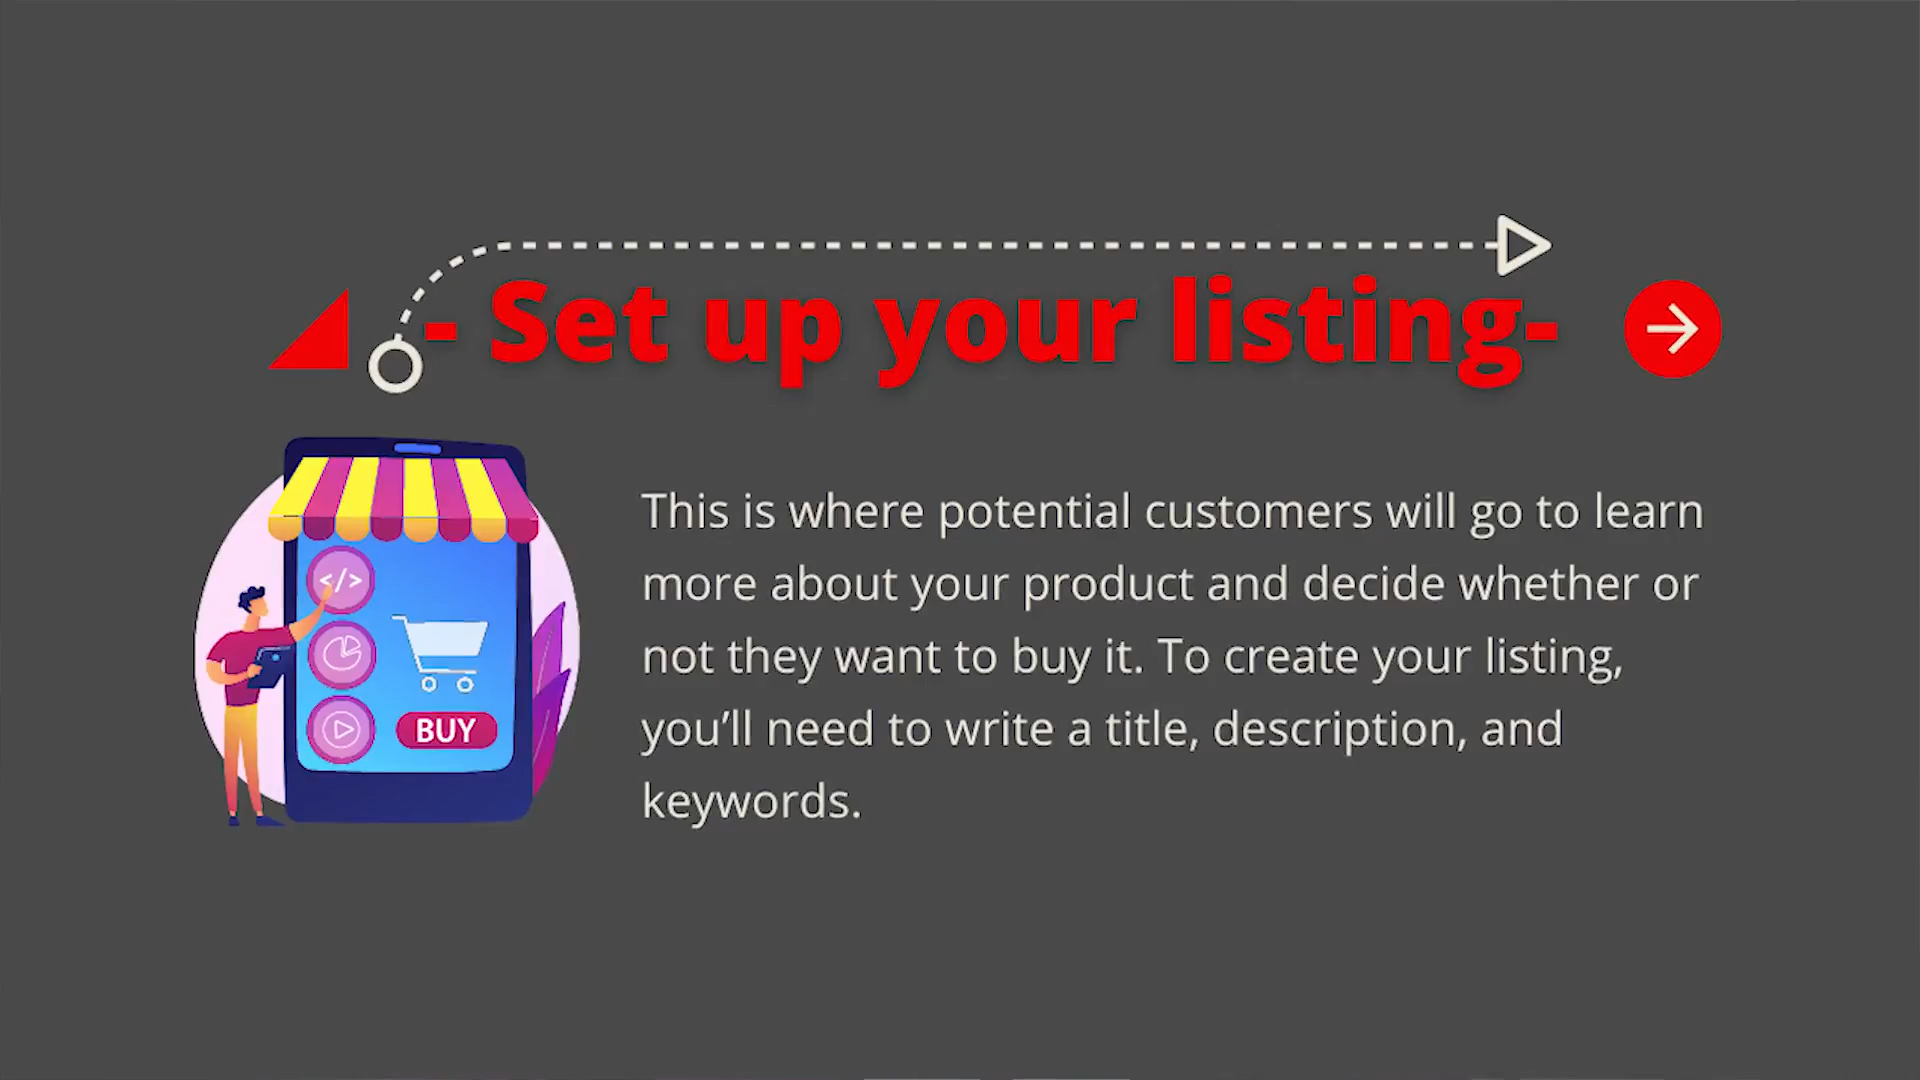 - Set up your listing-
</>
BUY
This is where potential customers will go to learn
more about your product and decide whether or
not they want to buy it. To create your listing,
you’ll need to write a title, description, and
keywords.